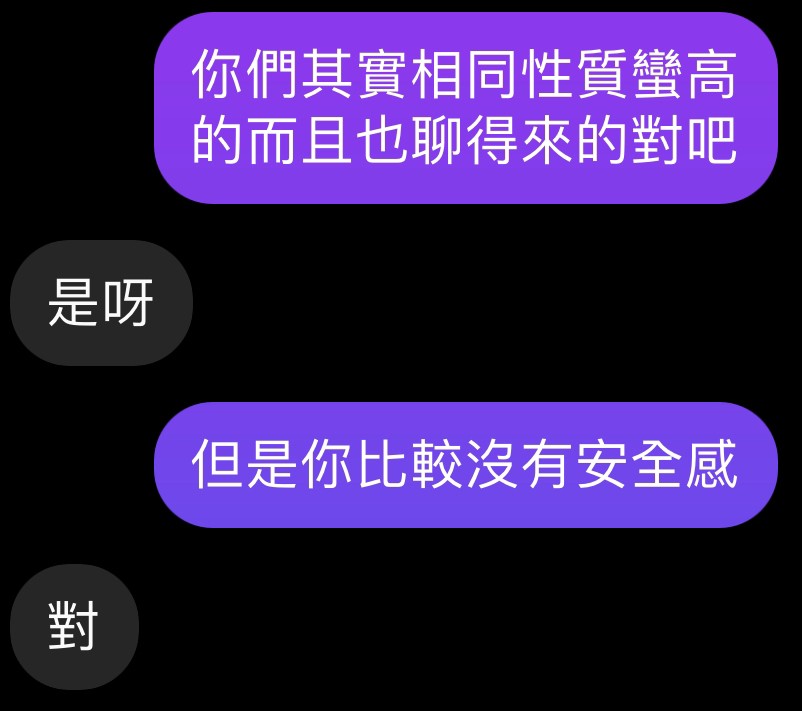 你們其實相同性質蠻高
的而且也聊得來的對吧
是呀
但是你比較沒有安全感
對